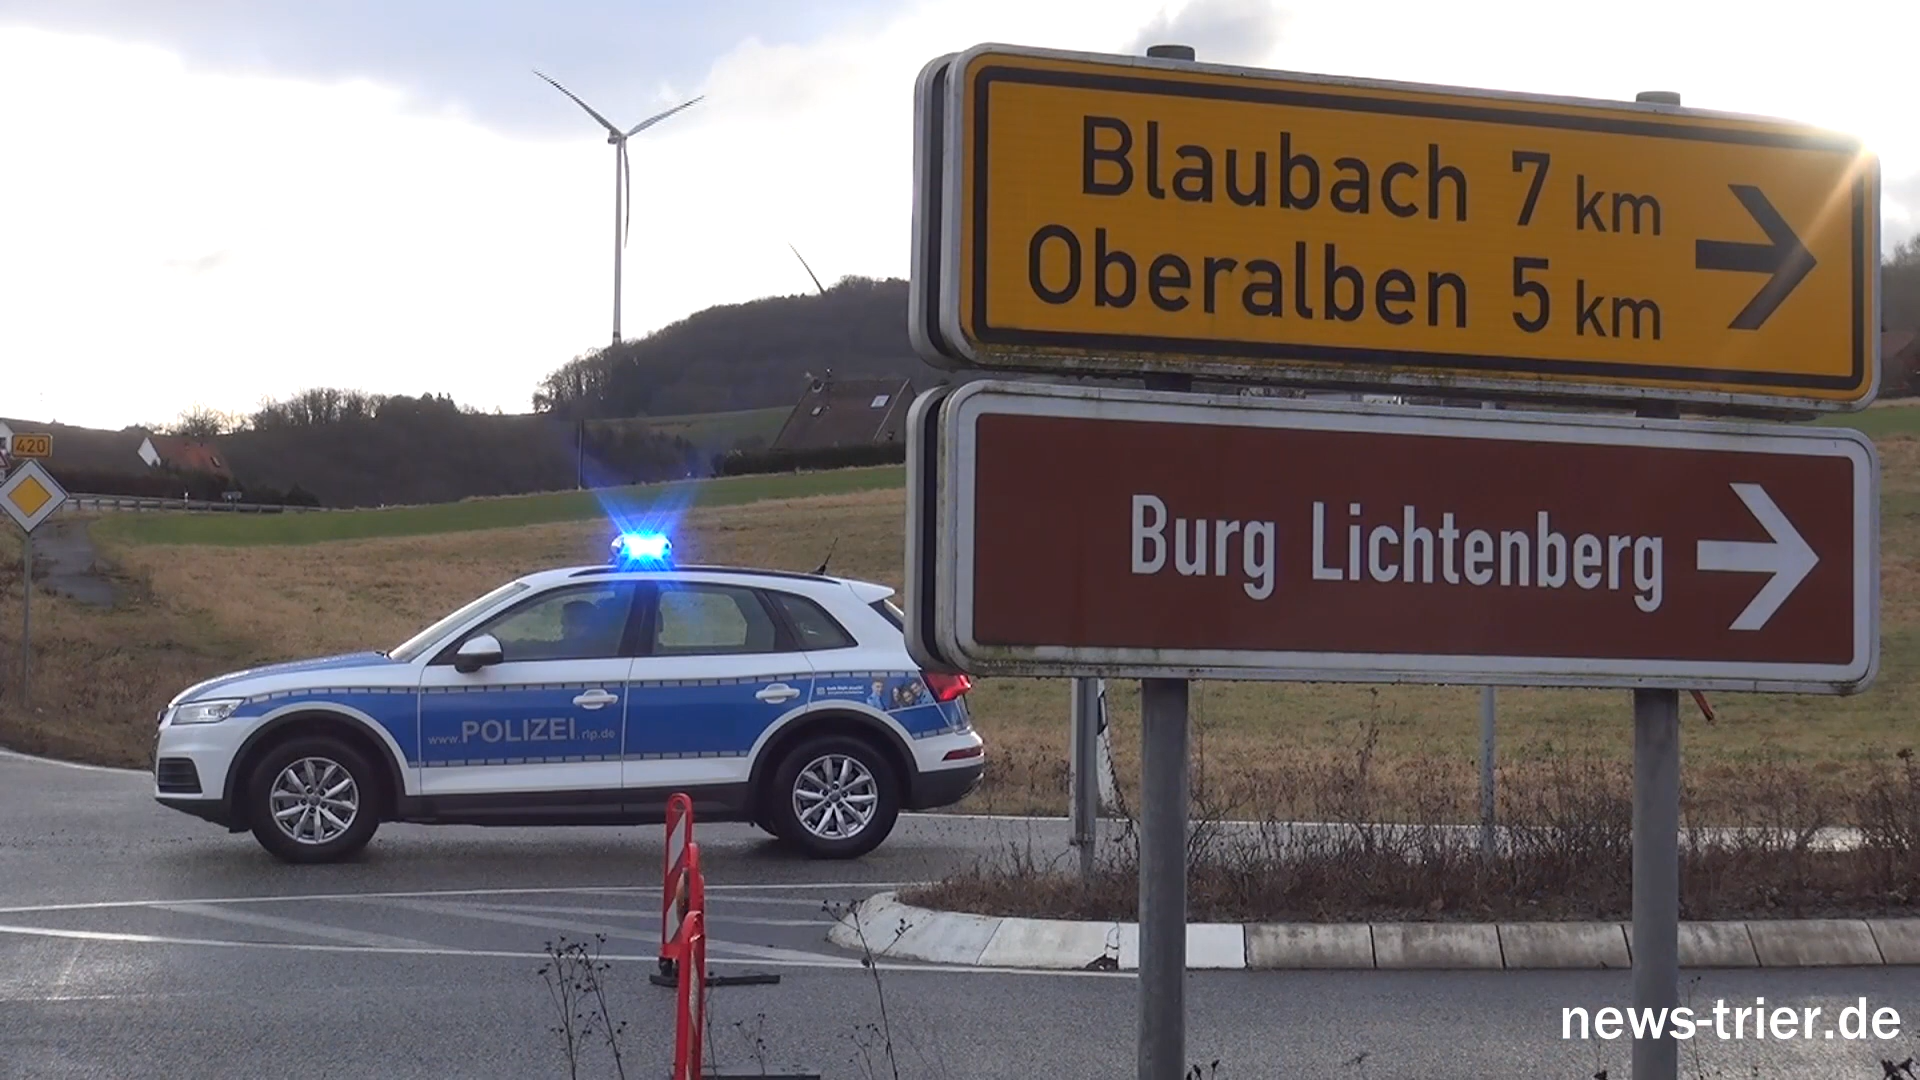 Blaubach 7 km
Oberalben 5 km
Burg Lichtenberg
420
www.POLIZEI.rlp.de
news-trier.de